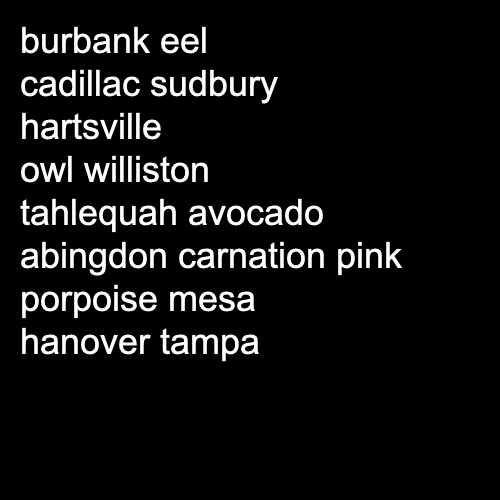 burbank eel
cadillac sudbury
hartsville
owl williston
tahlequah avocado
abingdon carnation pink
porpoise mesa
hanover tampa